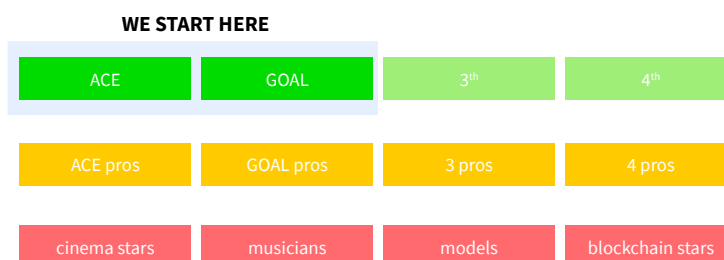 WE START HERE
ACE GOAL 3th 4th
ACE pros GOAL pros 3 pros 4 pros
cinema stars musicians models blockchain stars